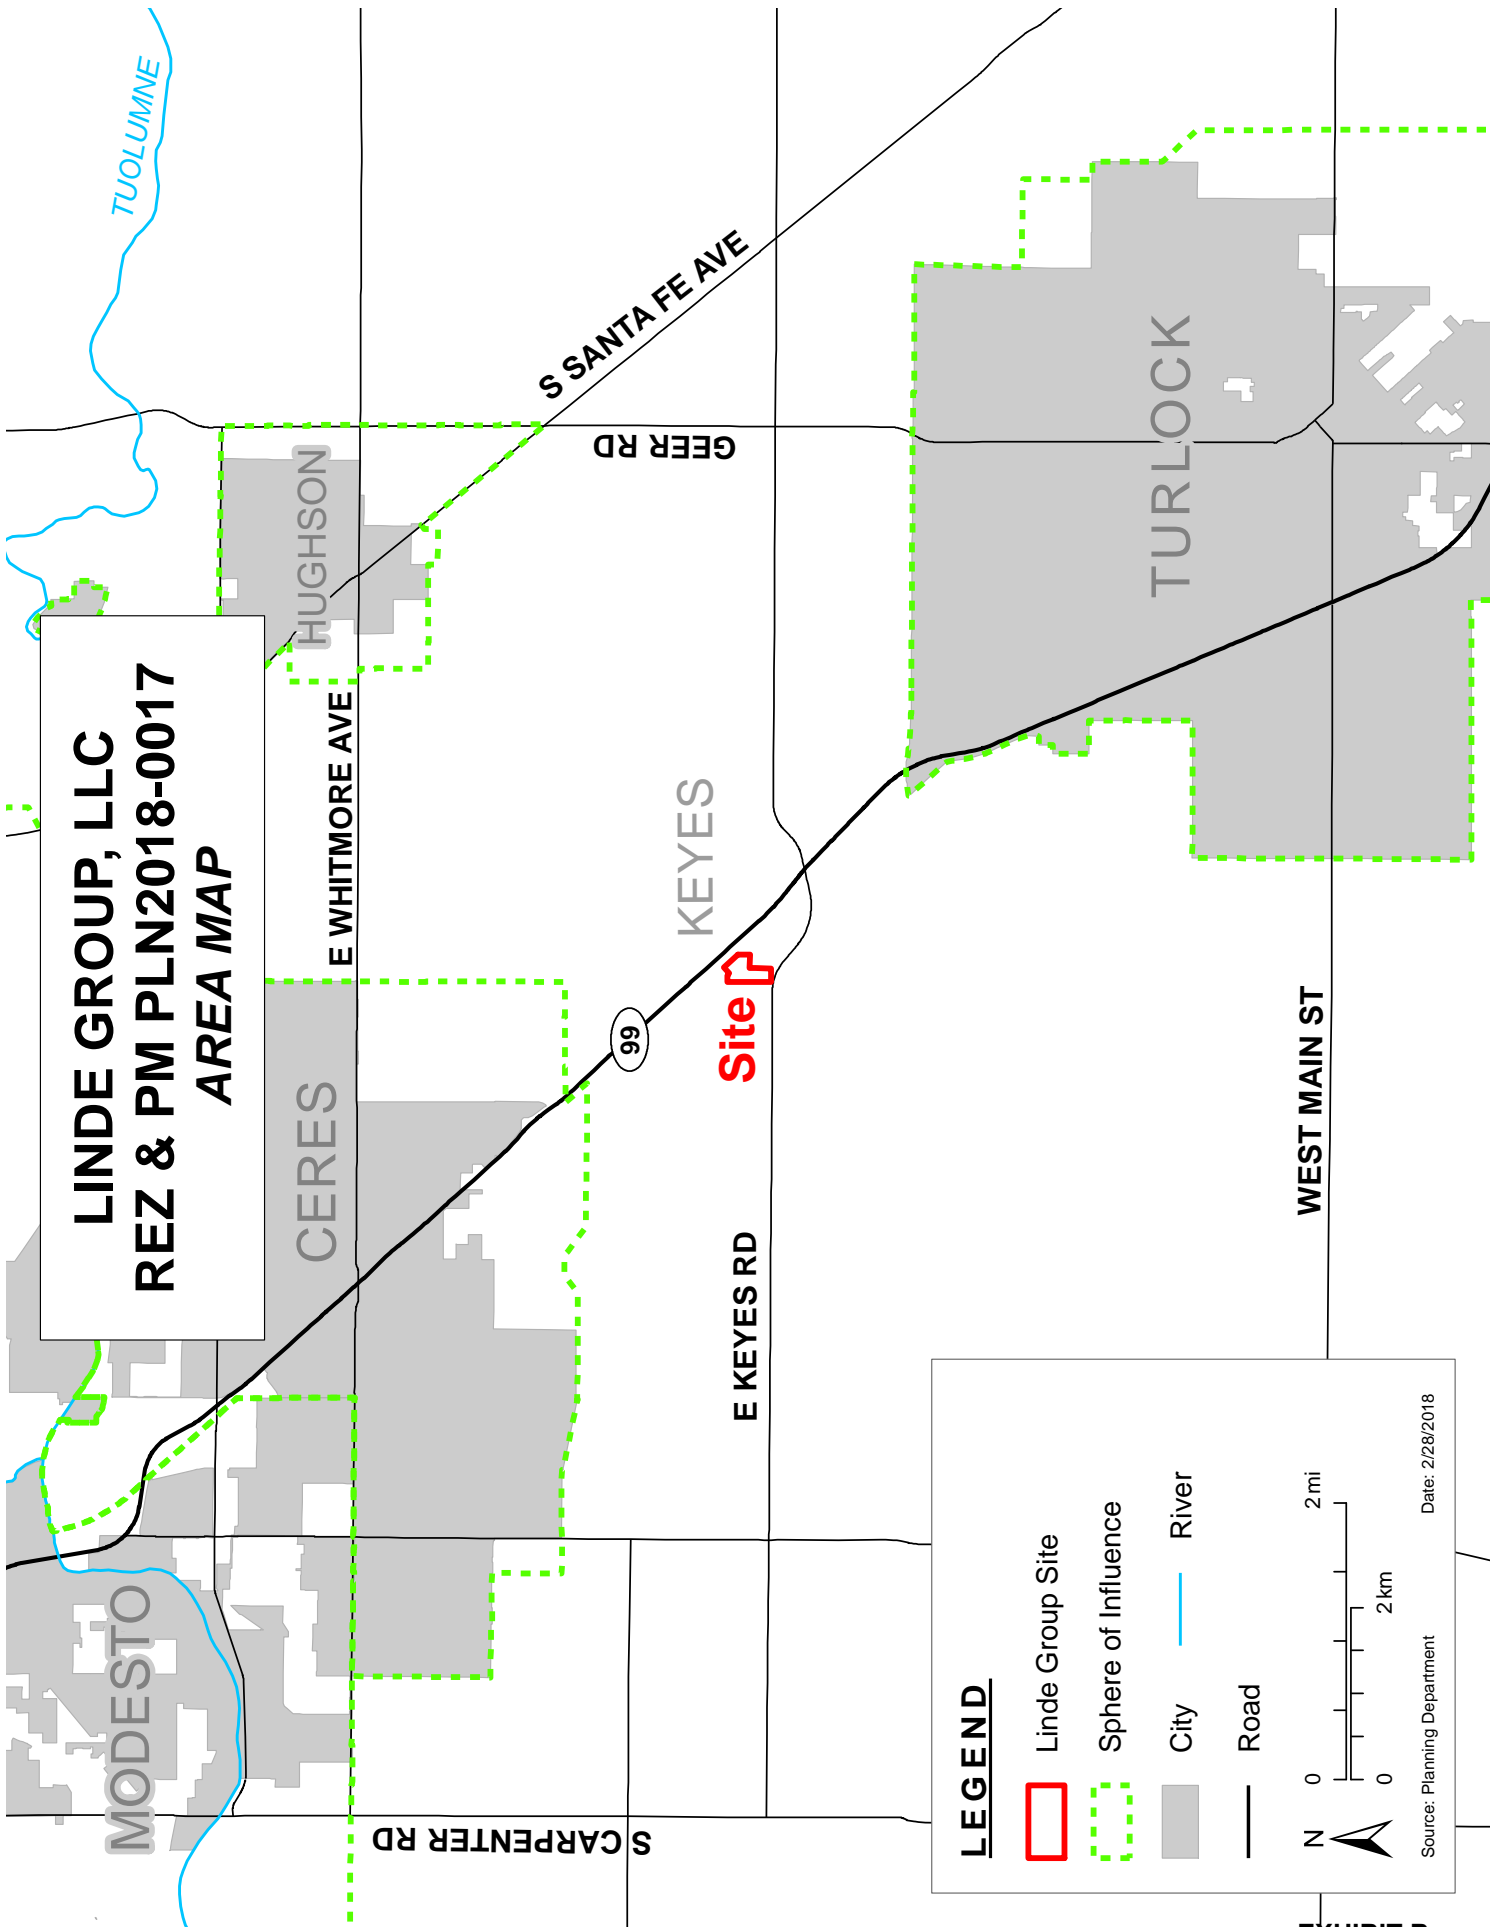 LINDE GROUP, LLC
REZ & PM PLN2018-0017
AREA MAP
TUOLUMNE
MODESTO
CERES
HUGHSON
E WHITMORE AVE
S SANTA FE AVE
GEER RD
S CARPENTER RD
99
KEYES
Site
E KEYES RD
TURLOCK
WEST MAIN ST
LEGEND
Linde Group Site
Sphere of Influence
City
River
Road
N
0 2 mi
0 2 km
Source: Planning Department Date: 2/28/2018